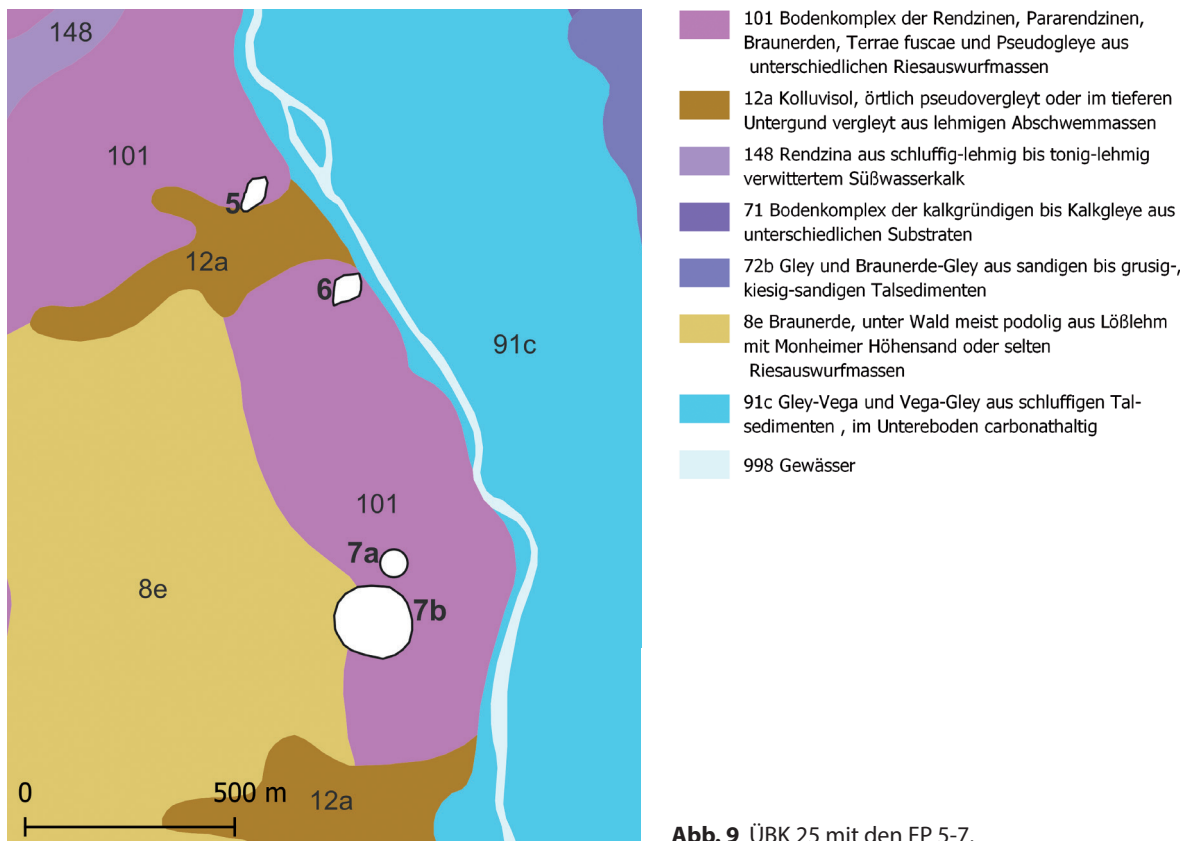 148
101
5
12a
6
91c
101
7a
8e
7b
0
500 m
12a
101 Bodenkomplex der Rendzinen, Pararendzinen,
Braunerden, Terrae fuscae und Pseudogleye aus
unterschiedlichen Riesauswurfmassen
12a Kolluvisol, örtlich pseudovergleyt oder im tieferen
Untergund vergleyt aus lehmigen Abschwemmassen
148 Rendzina aus schluffig-lehmig bis tonig-lehmig
verwittertem Süßwasserkalk
71 Bodenkomplex der kalkgründigen bis Kalkgleye aus
unterschiedlichen Substraten
72b Gley und Braunerde-Gley aus sandigen bis grusig-,
kiesig-sandigen Talsedimenten
8e Braunerde, unter Wald meist podolig aus Lößlehm
mit Monheimer Höhensand oder selten
Riesauswurfmassen
91c Gley-Vega und Vega-Gley aus schluffigen Tal-
sedimenten , im Untereboden carbonathaltig
998 Gewässer
Abb. 9 ÜBK 25 mit den EP 5-7.